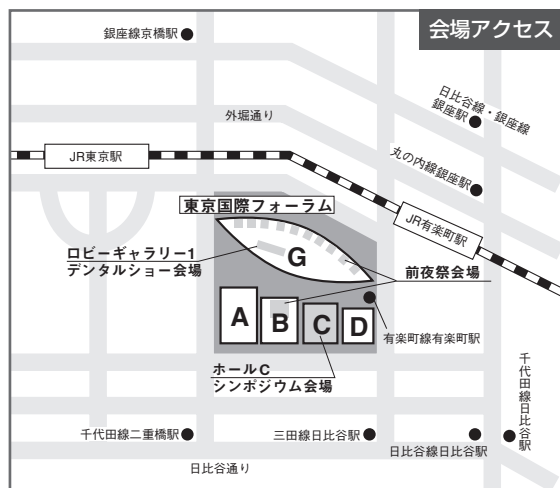 会場アクセス
銀座線京橋駅
日比谷線・銀座線
銀座駅
外堀通り
丸の内線銀座駅
JR東京駅
JR有楽町駅
東京国際フォーラム
ロビーギャラリー1
デンタルショー会場
G
前夜祭会場
A
B
C
D
有楽町線有楽町駅
ホールC
シンポジウム会場
千代田線日比谷駅
千代田線二重橋駅
三田線日比谷駅
日比谷線日比谷駅
日比谷通り